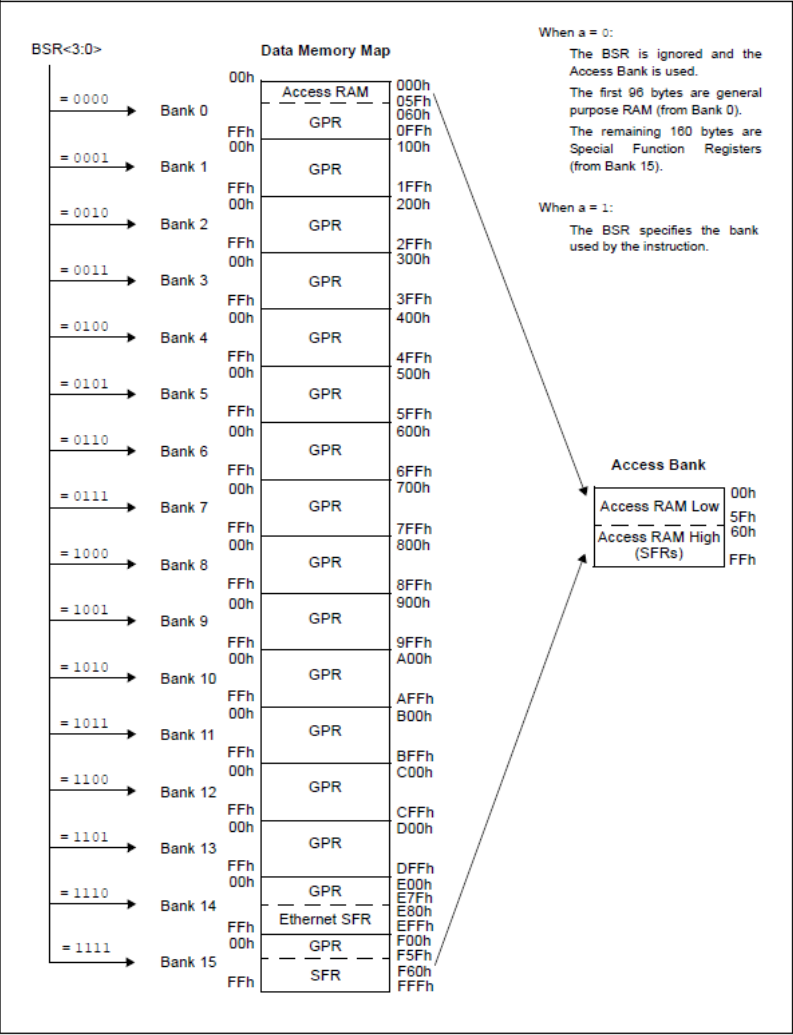 When a = 0:
The BSR is ignored and the
Access Bank is used.
The first 96 bytes are general
purpose RAM (from Bank 0).
The remaining 160 bytes are
Special Function Registers
(from Bank 15).
When a = 1:
The BSR specifies the bank
used by the instruction.
BSR<3:0>
Data Memory Map
= 0000
Bank 0
00h
Access RAM
GPR
FFh
000h
05Fh
060h
0FFh
= 0001
Bank 1
00h
GPR
FFh
100h
1FFh
= 0010
Bank 2
00h
GPR
FFh
200h
2FFh
= 0011
Bank 3
00h
GPR
FFh
300h
3FFh
= 0100
Bank 4
00h
GPR
FFh
400h
4FFh
= 0101
Bank 5
00h
GPR
FFh
500h
5FFh
= 0110
Bank 6
00h
GPR
FFh
600h
6FFh
= 0111
Bank 7
00h
GPR
FFh
700h
7FFh
= 1000
Bank 8
00h
GPR
FFh
800h
8FFh
= 1001
Bank 9
00h
GPR
FFh
900h
9FFh
= 1010
Bank 10
00h
GPR
FFh
A00h
AFFh
= 1011
Bank 11
00h
GPR
FFh
B00h
BFFh
= 1100
Bank 12
00h
GPR
FFh
C00h
CFFh
= 1101
Bank 13
00h
GPR
FFh
D00h
DFFh
= 1110
Bank 14
00h
GPR
Ethernet SFR
FFh
E00h
E7Fh
E80h
EFFh
= 1111
Bank 15
00h
GPR
SFR
FFh
F00h
F5Fh
F60h
FFFh
Access Bank
Access RAM Low
00h
5Fh
Access RAM High
(SFRs)
60h
FFh